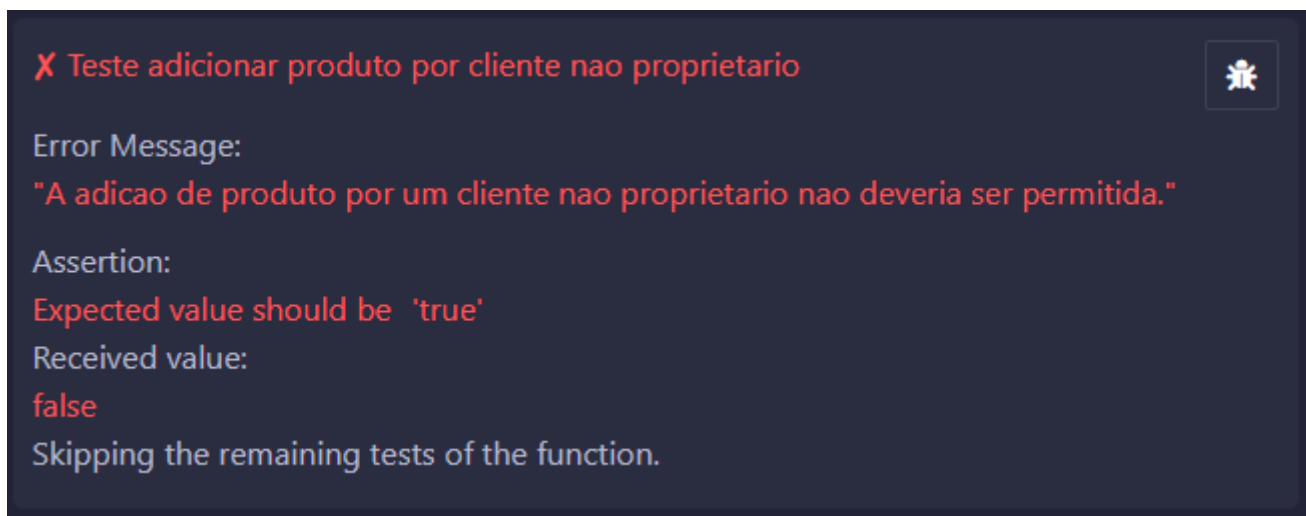 ✗ Teste adicionar produto por cliente nao proprietario
Error Message:
"A adicao de produto por um cliente nao proprietario nao deveria ser permitida."
Assertion:
Expected value should be  'true'
Received value:
false
Skipping the remaining tests of the function.